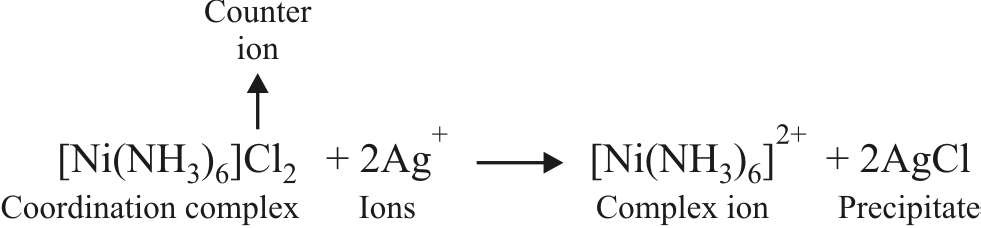 Counter
ion
[Ni(NH₃)₆]Cl₂ + 2Ag⁺ ⟶ [Ni(NH₃)₆]²⁺ + 2AgCl
Coordination complex Ions Complex ion Precipitate